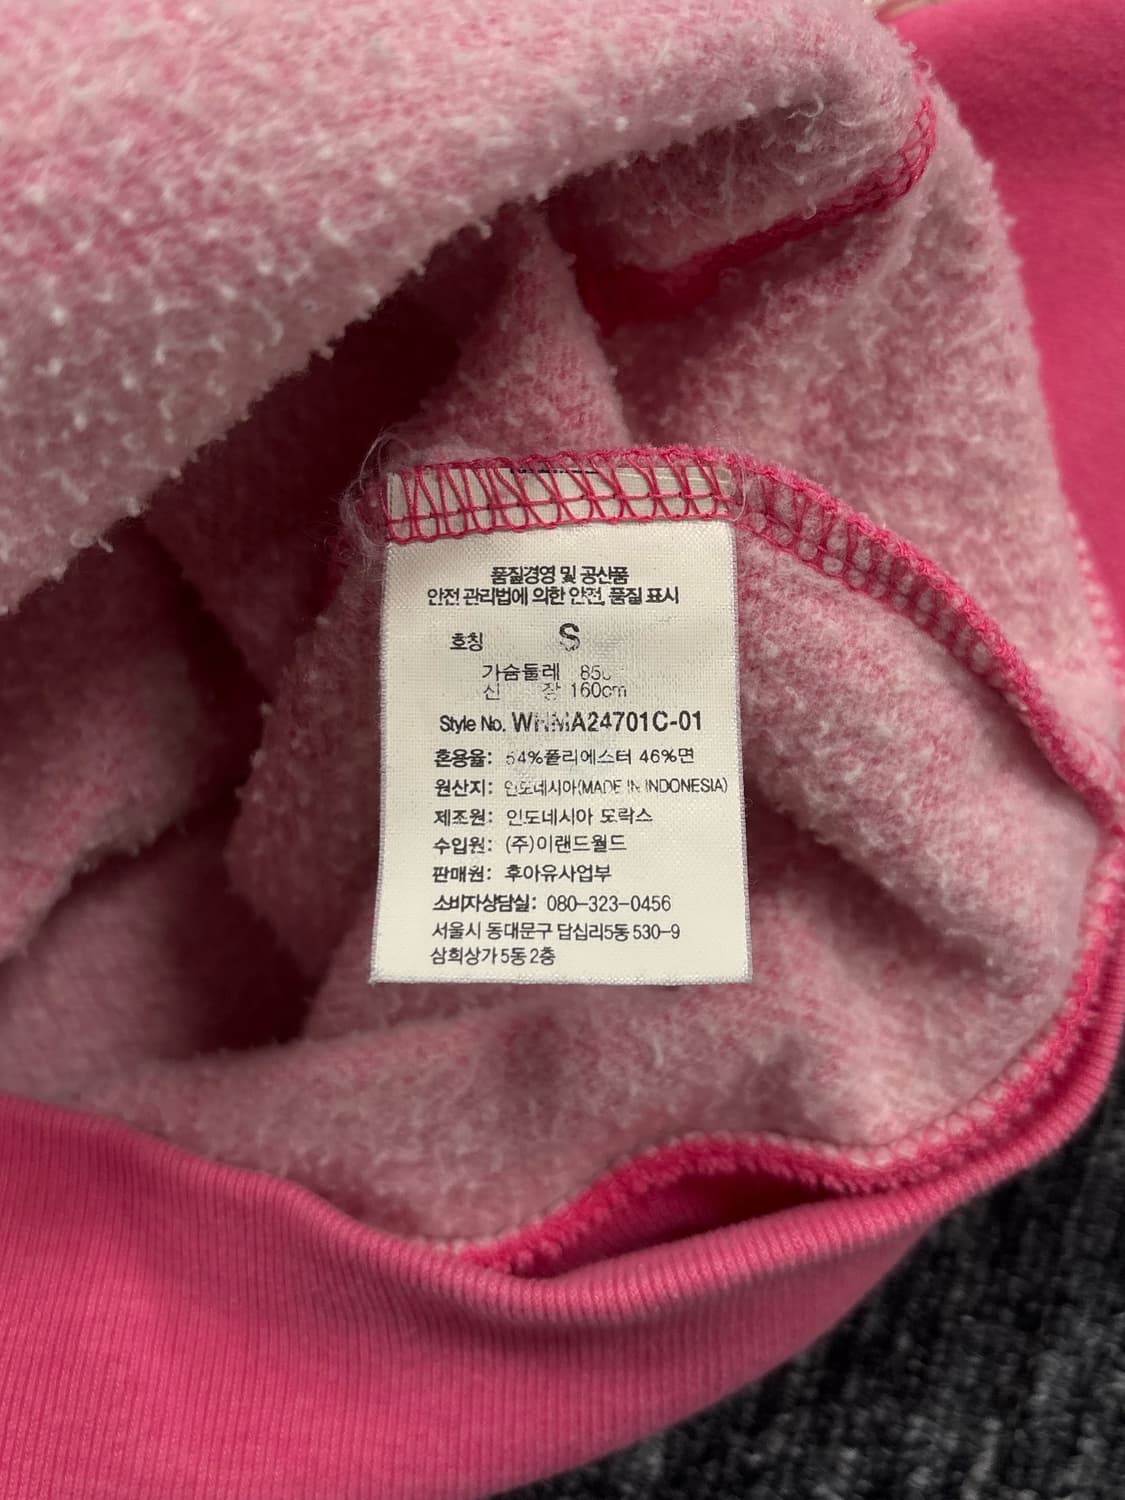 품질경영 및 공산품
안전 관리법에 의한 안전, 품질 표시
호칭 S
가슴둘레
신 장 160cm
Style No. WHMA24701C-01
혼용율: 54%폴리에스터 46%면
원산지: 인도네시아(MADE IN INDONESIA)
제조원: 인도네시아 도락스
수입원: (주)이랜드월드
판매원: 후아유사업부
소비자상담실: 080-323-0456
서울시 동대문구 답십리5동 530-9
삼희상가 5동 2층